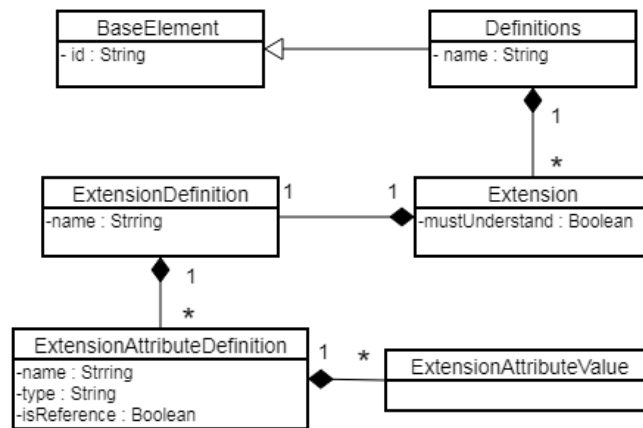 BaseElement
- id : String
Definitions
- name : String
1
*
ExtensionDefinition
-name : Strring
1
1
Extension
-mustUnderstand : Boolean
1
*
ExtensionAttributeDefinition
-name : Strring
-type : String
-isReference : Boolean
1
*
ExtensionAttributeValue